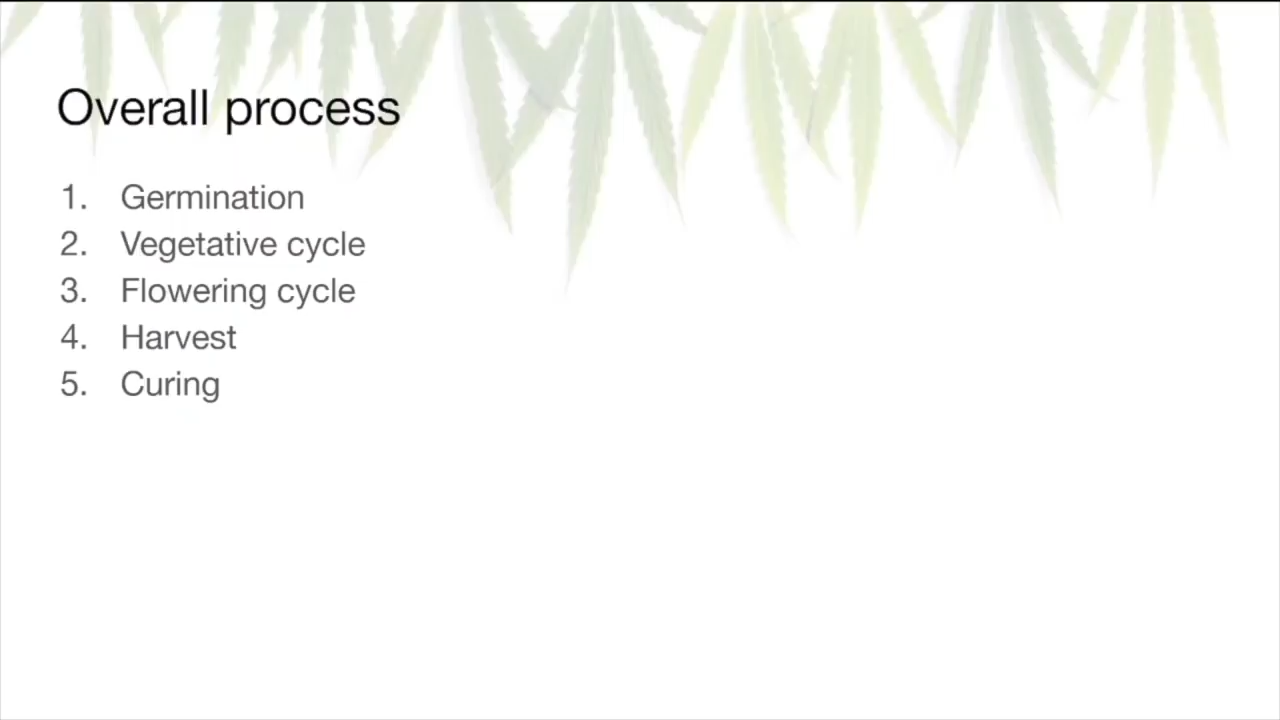 Overall process
1. Germination
2. Vegetative cycle
3. Flowering cycle
4. Harvest
5. Curing